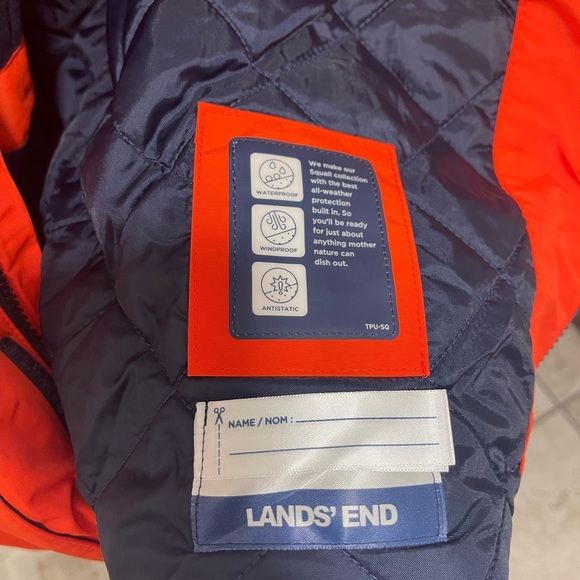 WATERPROOF
WINDPROOF
ANTISTATIC
We make our
Squall collection
with the best
all-weather
protection
built in. So
you'll be ready
for just about
anything mother
nature can
dish out.
TPU-SQ
NAME / NOM :
LANDS' END